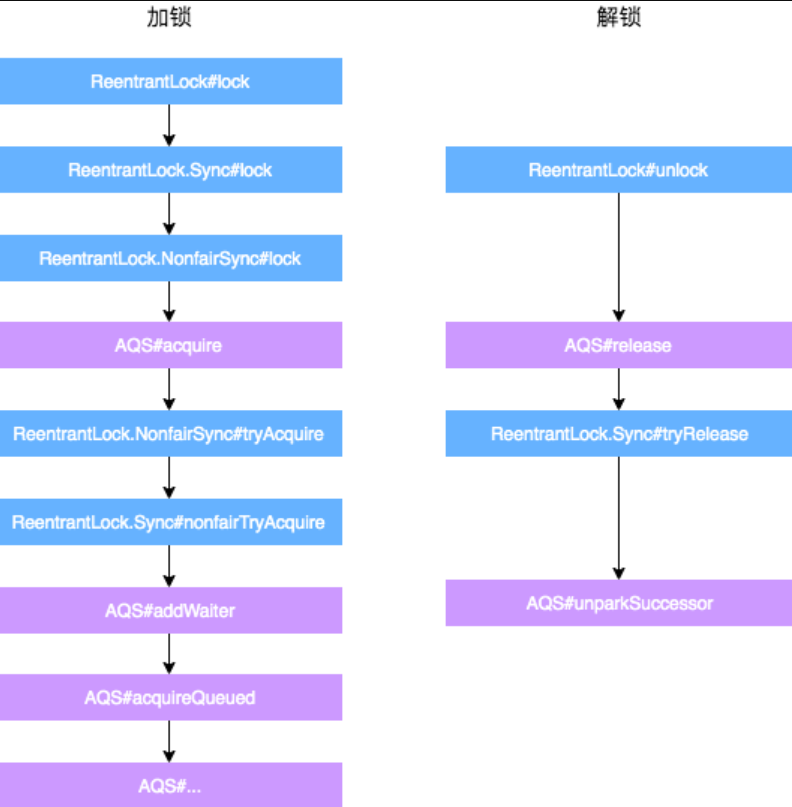 加锁
ReentrantLock#lock
ReentrantLock.Sync#lock
ReentrantLock.NonfairSync#lock
AQS#acquire
ReentrantLock.NonfairSync#tryAcquire
ReentrantLock.Sync#nonfairTryAcquire
AQS#addWaiter
AQS#acquireQueued
AQS#...
解锁
ReentrantLock#unlock
AQS#release
ReentrantLock.Sync#tryRelease
AQS#unparkSuccessor